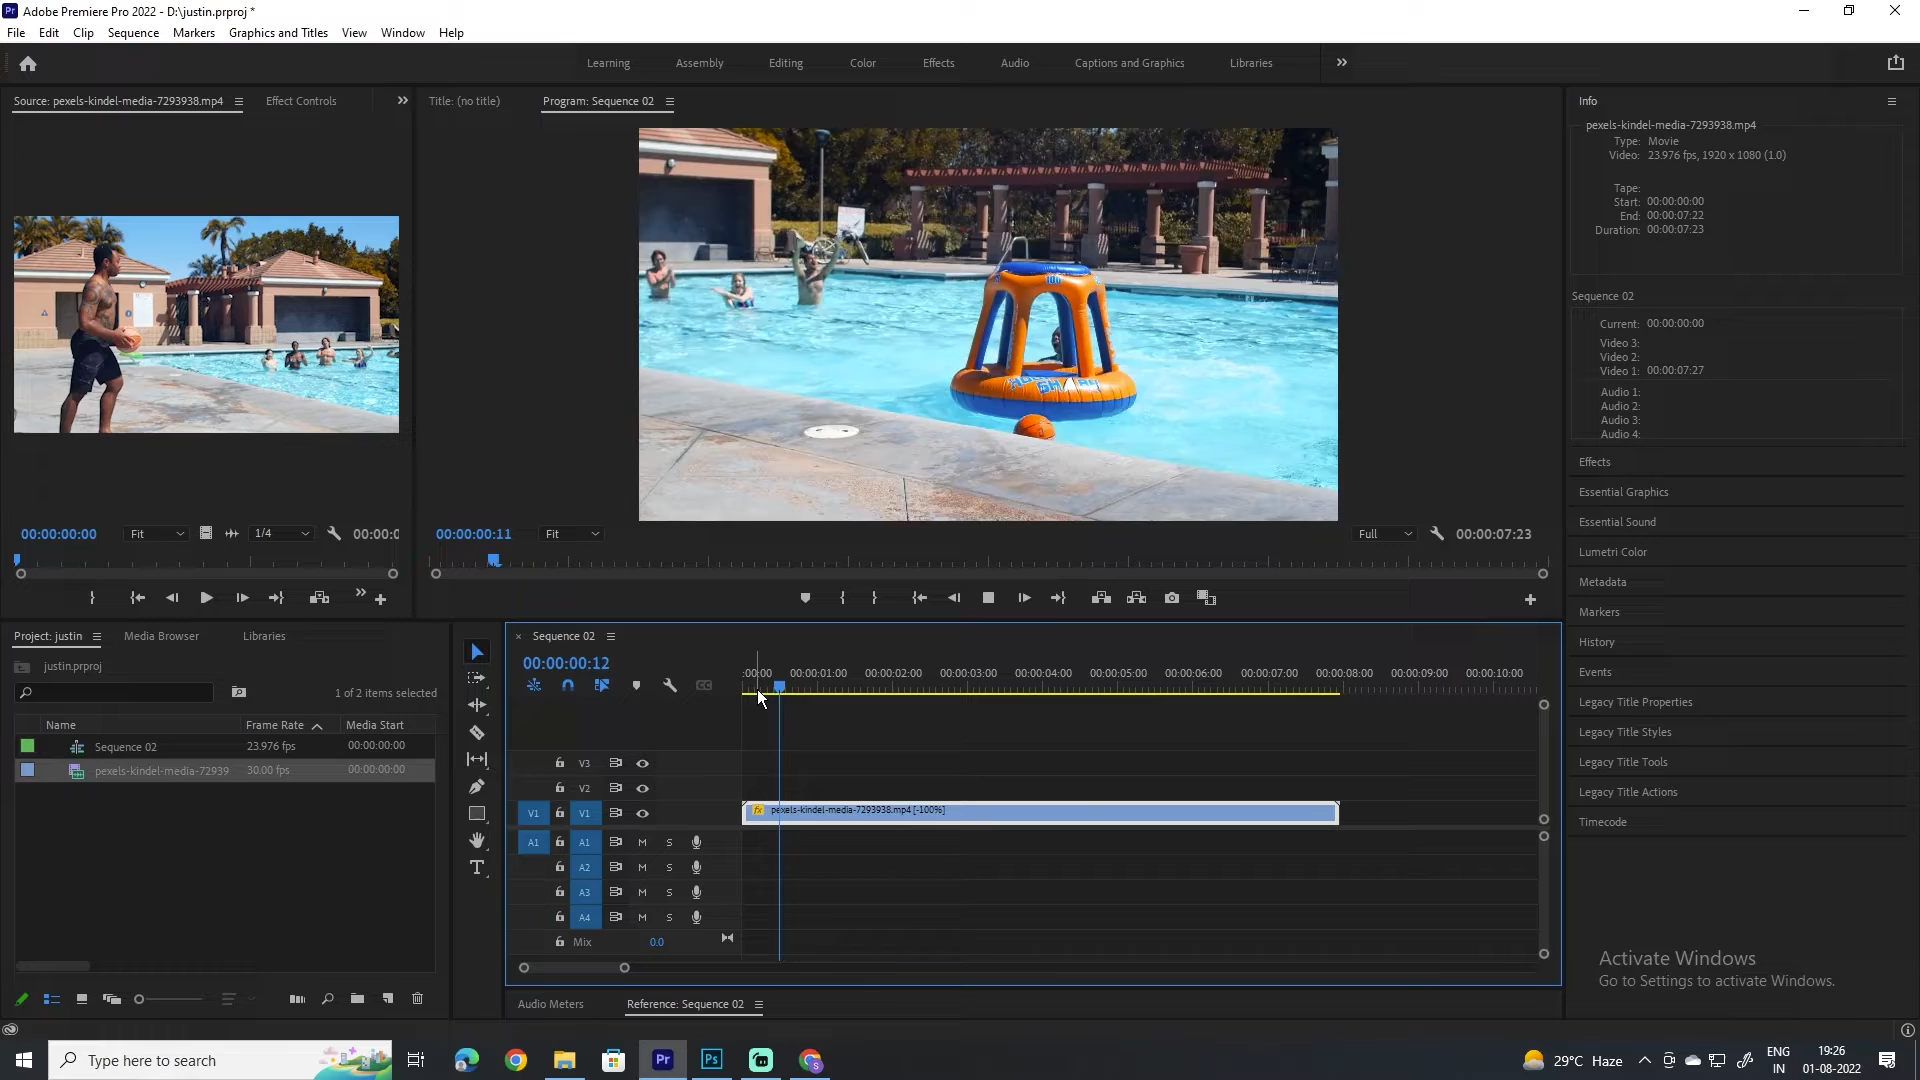 Adobe Premiere Pro 2022 - D:\justin.prproj *
File Edit Clip Sequence Markers Graphics and Titles View Window Help
Learning Assembly Editing Color Effects Audio Captions and Graphics Libraries
Source: pexels-kindel-media-7293938.mp4 Effect Controls
Title: (no title) Program: Sequence 02
Info
pexels-kindel-media-7293938.mp4
Type: Movie
Video: 23.976 fps, 1920 x 1080 (1.0)
Tape:
Start: 00:00:00:00
End: 00:00:07:22
Duration: 00:00:07:23
Sequence 02
Current: 00:00:00:00
Video 3:
Video 2:
Video 1: 00:00:07:27
Audio 1:
Audio 2:
Audio 3:
Audio 4:
Effects
Essential Graphics
Essential Sound
Lumetri Color
Metadata
Markers
History
Events
Legacy Title Properties
Legacy Title Styles
Legacy Title Tools
Legacy Title Actions
Timecode
00:00:00:00 Fit 1/4 00:00:0
00:00:00:11 Fit Full 00:00:07:23
Project: justin Media Browser Libraries
justin.prproj
1 of 2 items selected
Name Frame Rate Media Start
Sequence 02 23.976 fps 00:00:00:00
pexels-kindel-media-72939 30.00 fps 00:00:00:00
× Sequence 02
00:00:00:12
:00:00 00:00:01:00 00:00:02:00 00:00:03:00 00:00:04:00 00:00:05:00 00:00:06:00 00:00:07:00 00:00:08:00 00:00:09:00 00:00:10:00
V3
V2
V1 V1 fx pexels-kindel-media-7293938.mp4 [-100%]
A1 A1 M S
A2 M S
A3 M S
A4 M S
Mix 0.0
Audio Meters Reference: Sequence 02
Activate Windows
Go to Settings to activate Windows.
Type here to search
Pr Ps
29°C Haze
ENG
IN
19:26
01-08-2022